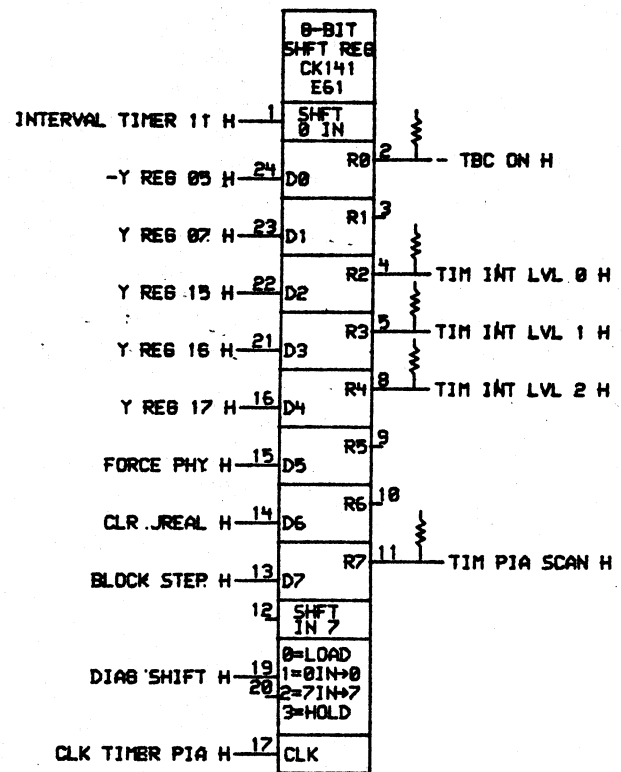 8-BIT
SHFT REG
CK141
E61
INTERVAL TIMER 11 H 1 SHFT
0 IN
R0 2 - TBC ON H
-Y REG 05 H 24 D0
R1 3
Y REG 07 H 23 D1
R2 4 TIM INT LVL 0 H
Y REG 15 H 22 D2
R3 5 TIM INT LVL 1 H
Y REG 16 H 21 D3
R4 8 TIM INT LVL 2 H
Y REG 17 H 16 D4
R5 9
FORCE PHY H 15 D5
R6 10
CLR JREAL H 14 D6
R7 11 TIM PIA SCAN H
BLOCK STEP H 13 D7
12 SHFT
IN 7
0=LOAD
DIAG SHIFT H 19 1=0IN→0
20 2=7IN→7
3=HOLD
CLK TIMER PIA H 17 CLK